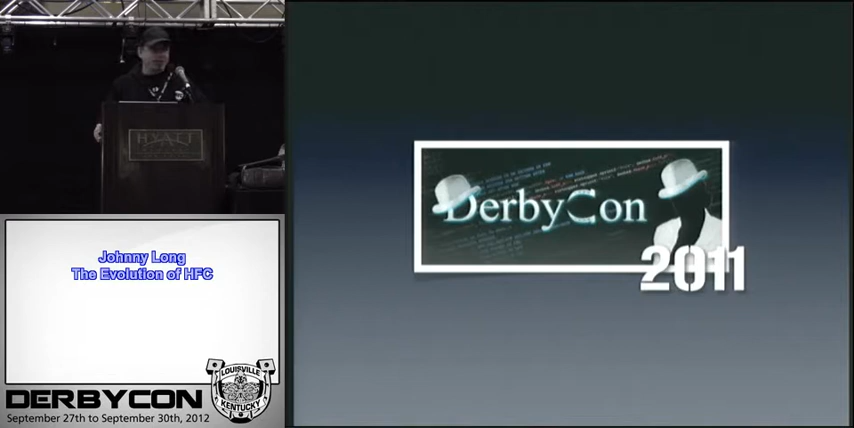 HYATT
Johnny Long
The Evolution of HFC
LOUISVILLE
KENTUCKY
DERBYCON
September 27th to September 30th, 2012
DerbyCon
2011